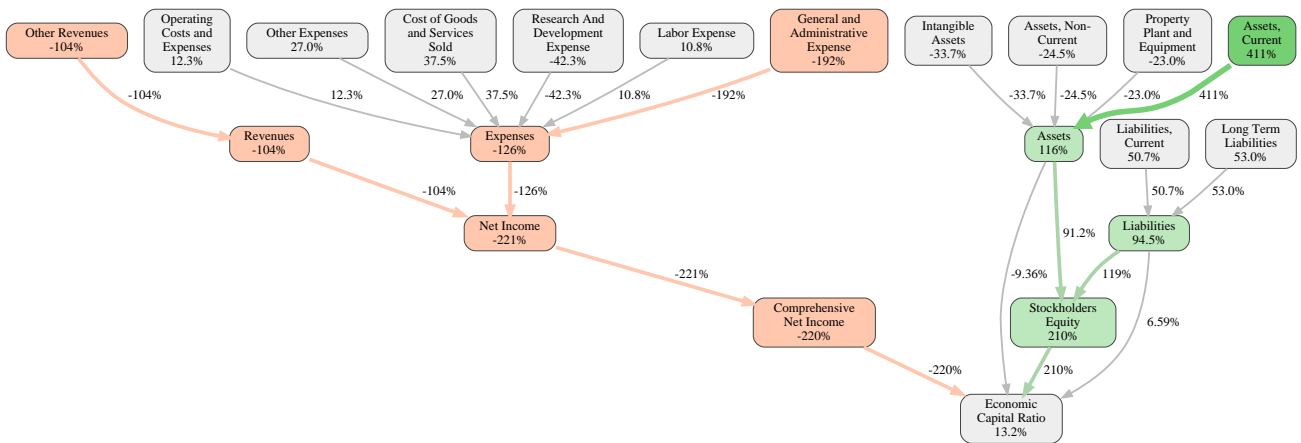 Other Revenues
-104%
Operating
Costs and
Expenses
12.3%
Other Expenses
27.0%
Cost of Goods
and Services
Sold
37.5%
Research And
Development
Expense
-42.3%
Labor Expense
10.8%
General and
Administrative
Expense
-192%
Intangible
Assets
-33.7%
Assets, Non-
Current
-24.5%
Property
Plant and
Equipment
-23.0%
Assets,
Current
411%
-104%
12.3%
27.0%
37.5%
-42.3%
10.8%
-192%
-33.7%
-24.5%
-23.0%
411%
Revenues
-104%
Expenses
-126%
Assets
116%
Liabilities,
Current
50.7%
Long Term
Liabilities
53.0%
-104%
-126%
50.7%
53.0%
Net Income
-221%
91.2%
Liabilities
94.5%
-221%
-9.36%
119%
Comprehensive
Net Income
-220%
Stockholders
Equity
210%
6.59%
-220%
210%
Economic
Capital Ratio
13.2%